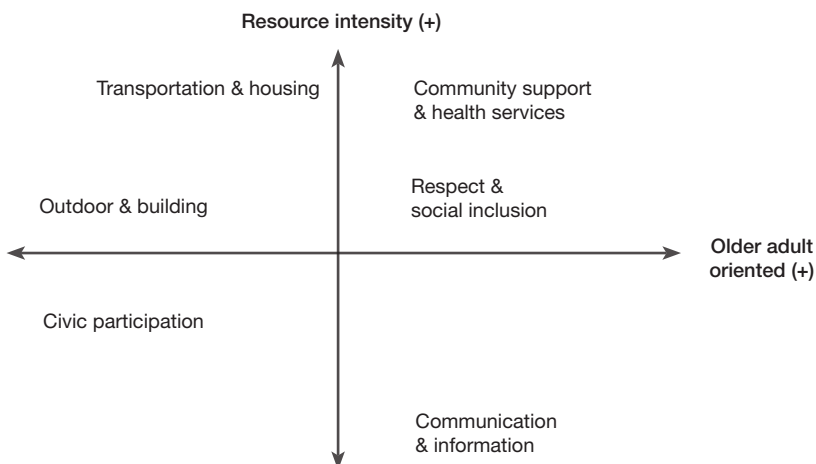 Resource intensity (+)
Transportation & housing
Community support
& health services
Outdoor & building
Respect &
social inclusion
Older adult
oriented (+)
Civic participation
Communication
& information